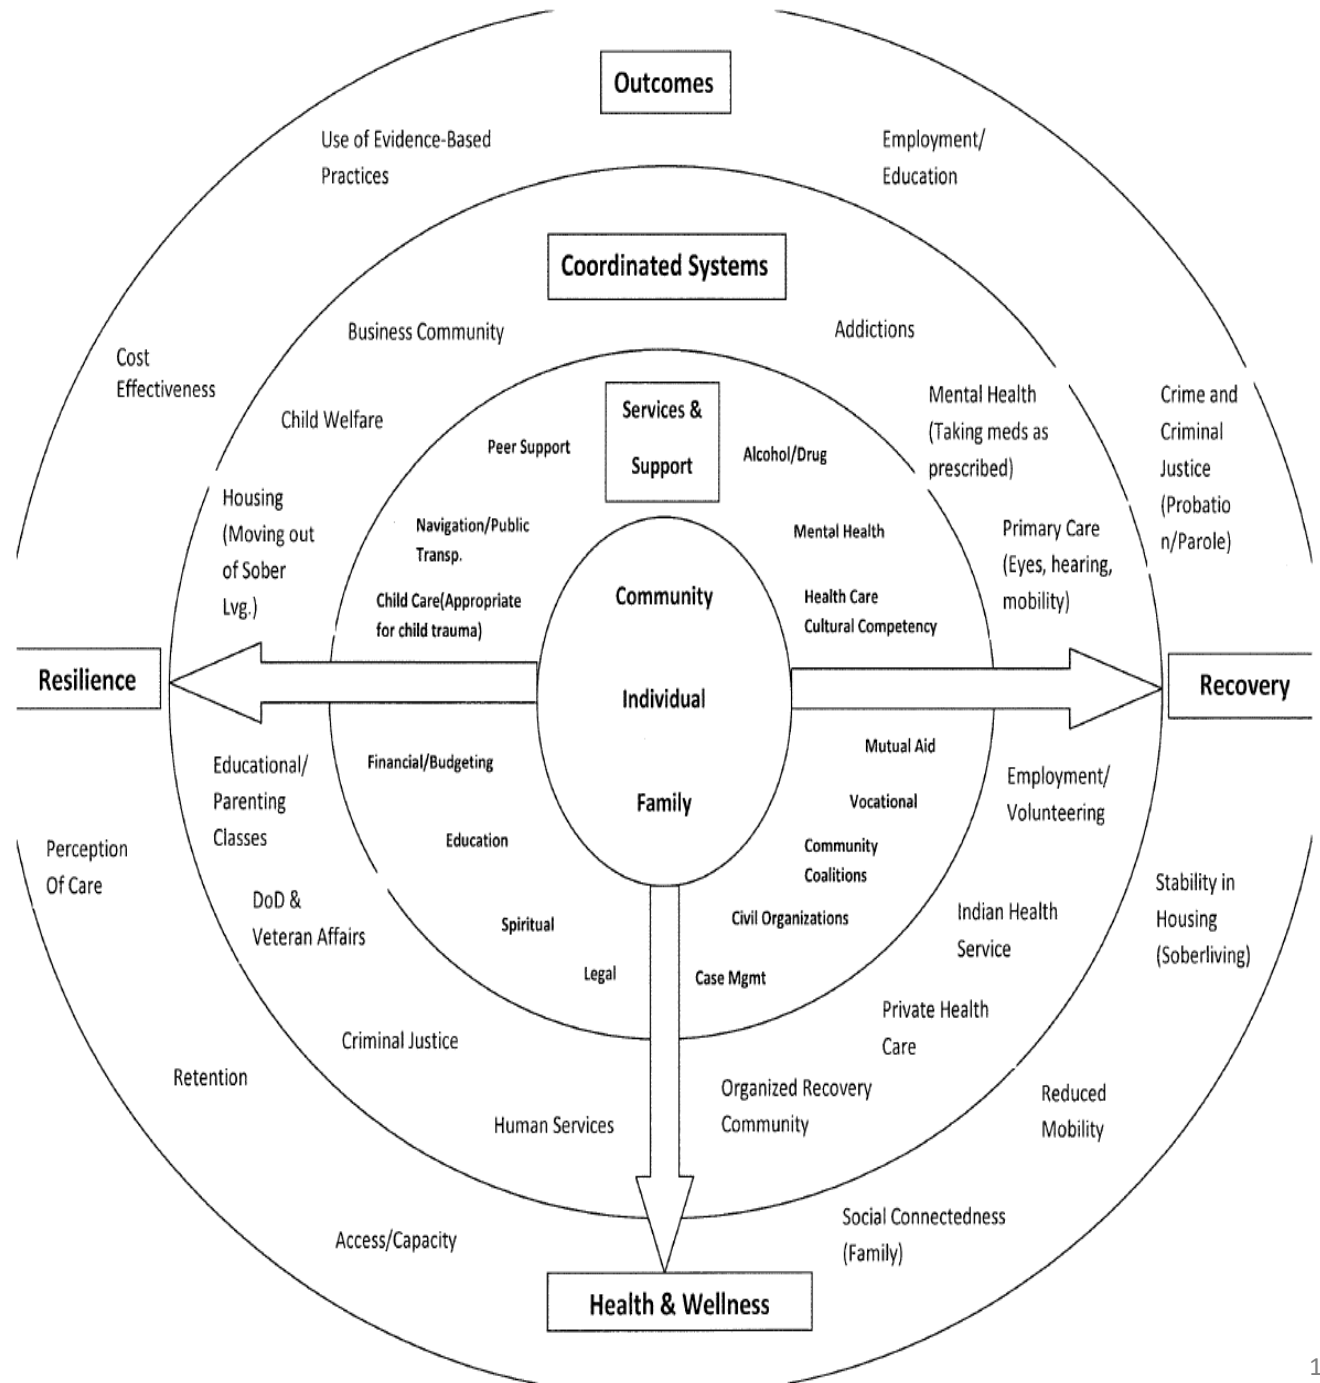 Outcomes
Use of Evidence-Based
Practices
Employment/
Education
Coordinated Systems
Business Community
Addictions
Cost
Effectiveness
Child Welfare
Mental Health
(Taking meds as
prescribed)
Crime and
Criminal
Justice
(Probatio
n/Parole)
Services &
Support
Peer Support
Alcohol/Drug
Housing
(Moving out
of Sober
Lvg.)
Navigation/Public
Transp.
Mental Health
Primary Care
(Eyes, hearing,
mobility)
Child Care(Appropriate
for child trauma)
Health Care
Cultural Competency
Community
Individual
Family
Resilience
Recovery
Educational/
Parenting
Classes
Financial/Budgeting
Mutual Aid
Employment/
Volunteering
Vocational
Education
Community
Coalitions
Perception
Of Care
DoD &
Veteran Affairs
Spiritual
Civil Organizations
Indian Health
Service
Stability in
Housing
(Soberliving)
Legal
Case Mgmt
Criminal Justice
Private Health
Care
Retention
Human Services
Organized Recovery
Community
Reduced
Mobility
Access/Capacity
Social Connectedness
(Family)
Health & Wellness
1